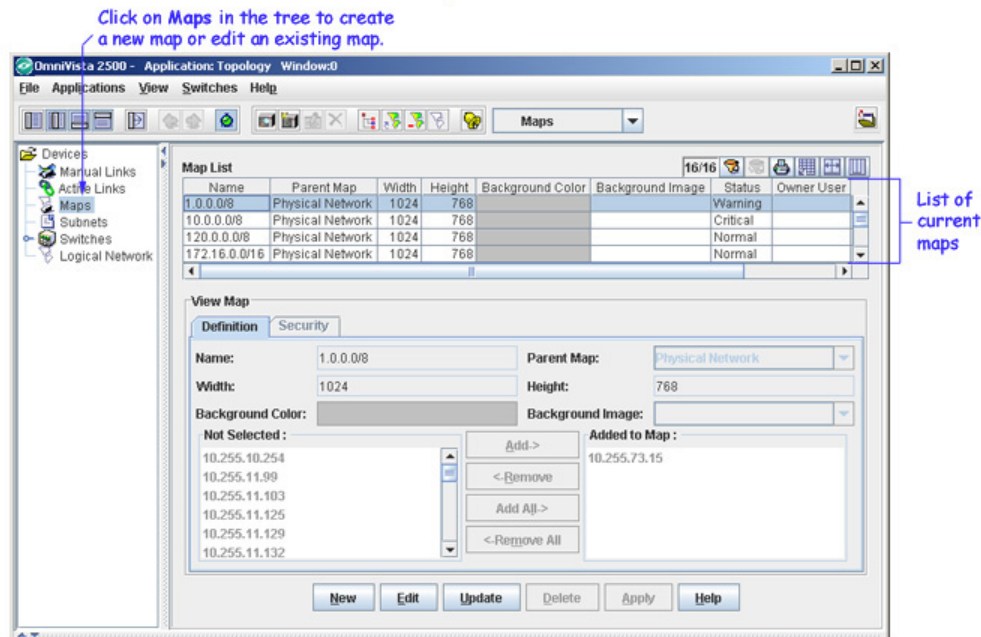 Click on Maps in the tree to create
a new map or edit an existing map.
OmniVista 2500 - Application: Topology Window:0
File Applications View Switches Help
Maps
Devices
Manual Links
Active Links
Maps
Subnets
Switches
Logical Network
Map List 16/16
Name Parent Map Width Height Background Color Background Image Status Owner User
1.0.0.0/8 Physical Network 1024 768 Warning
10.0.0.0/8 Physical Network 1024 768 Critical
120.0.0.0/8 Physical Network 1024 768 Normal
172.16.0.0/16 Physical Network 1024 768 Normal
List of
current
maps
View Map
Definition Security
Name: 1.0.0.0/8 Parent Map: Physical Network
Width: 1024 Height: 768
Background Color: Background Image:
Not Selected :
10.255.10.254
10.255.11.99
10.255.11.103
10.255.11.125
10.255.11.129
10.255.11.132
Add->
<-Remove
Add All->
<-Remove All
Added to Map :
10.255.73.15
New Edit Update Delete Apply Help